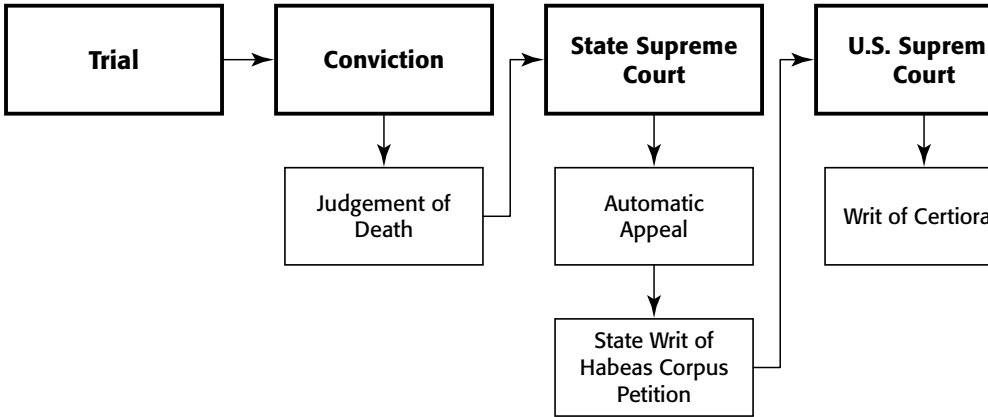 Trial
Conviction
Judgement of
Death
State Supreme
Court
Automatic
Appeal
State Writ of
Habeas Corpus
Petition
U.S. Suprem
Court
Writ of Certiora